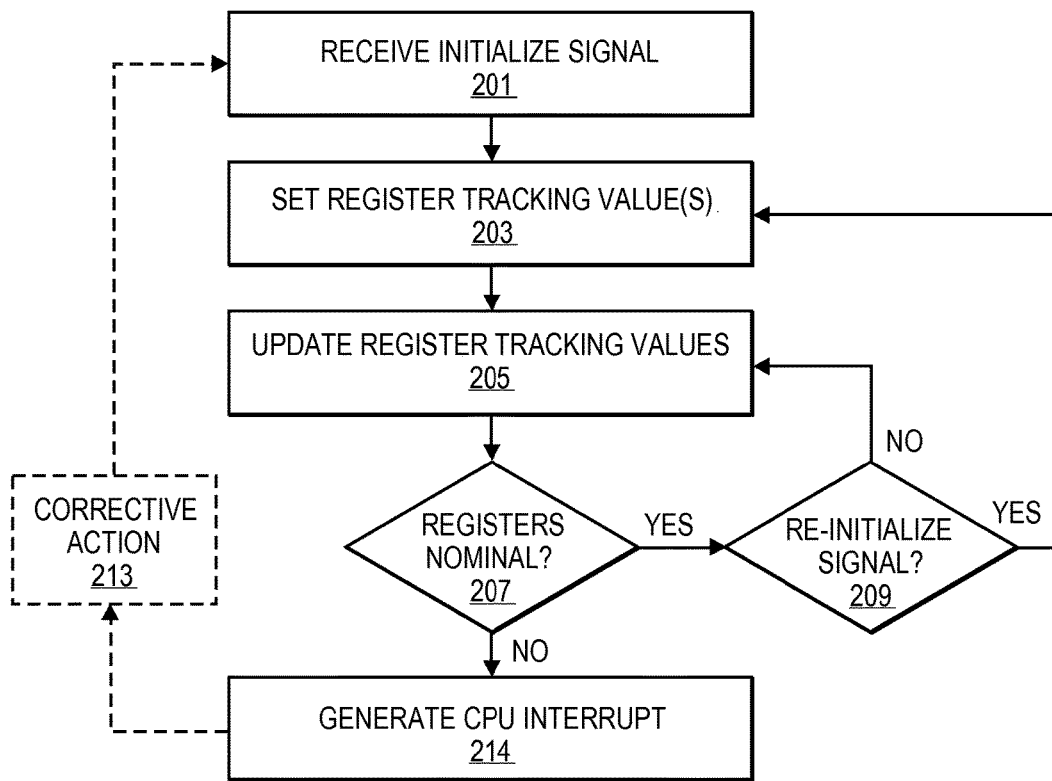 RECEIVE INITIALIZE SIGNAL
201
SET REGISTER TRACKING VALUE(S)
203
UPDATE REGISTER TRACKING VALUES
205
NO
CORRECTIVE
ACTION
213
REGISTERS
NOMINAL?
207
YES
RE-INITIALIZE
SIGNAL?
209
YES
NO
GENERATE CPU INTERRUPT
214